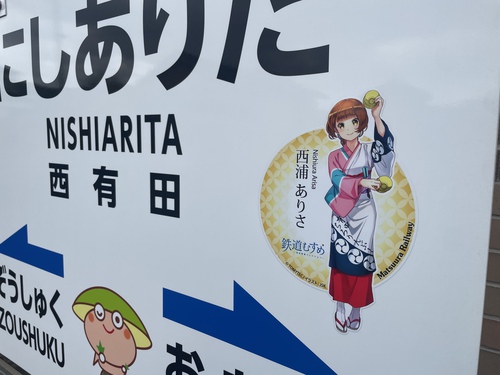 にしありた
NISHIARITA
西有田
Nishiura Arisa
西浦 ありさ
鉄道むすめ
Matsuura Railway
ぞうしゅく
ZOUSHUKU
お